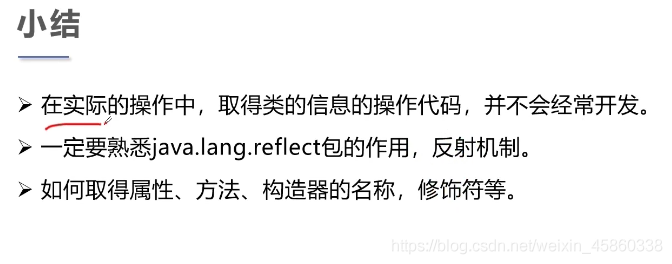 小结
➢ 在实际的操作中，取得类的信息的操作代码，并不会经常开发。
➢ 一定要熟悉java.lang.reflect包的作用，反射机制。
➢ 如何取得属性、方法、构造器的名称，修饰符等。
https://blog.csdn.net/weixin_45860338